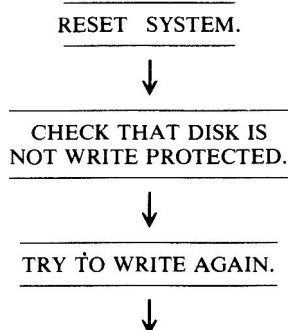 RESET SYSTEM.
CHECK THAT DISK IS
NOT WRITE PROTECTED.
TRY TO WRITE AGAIN.